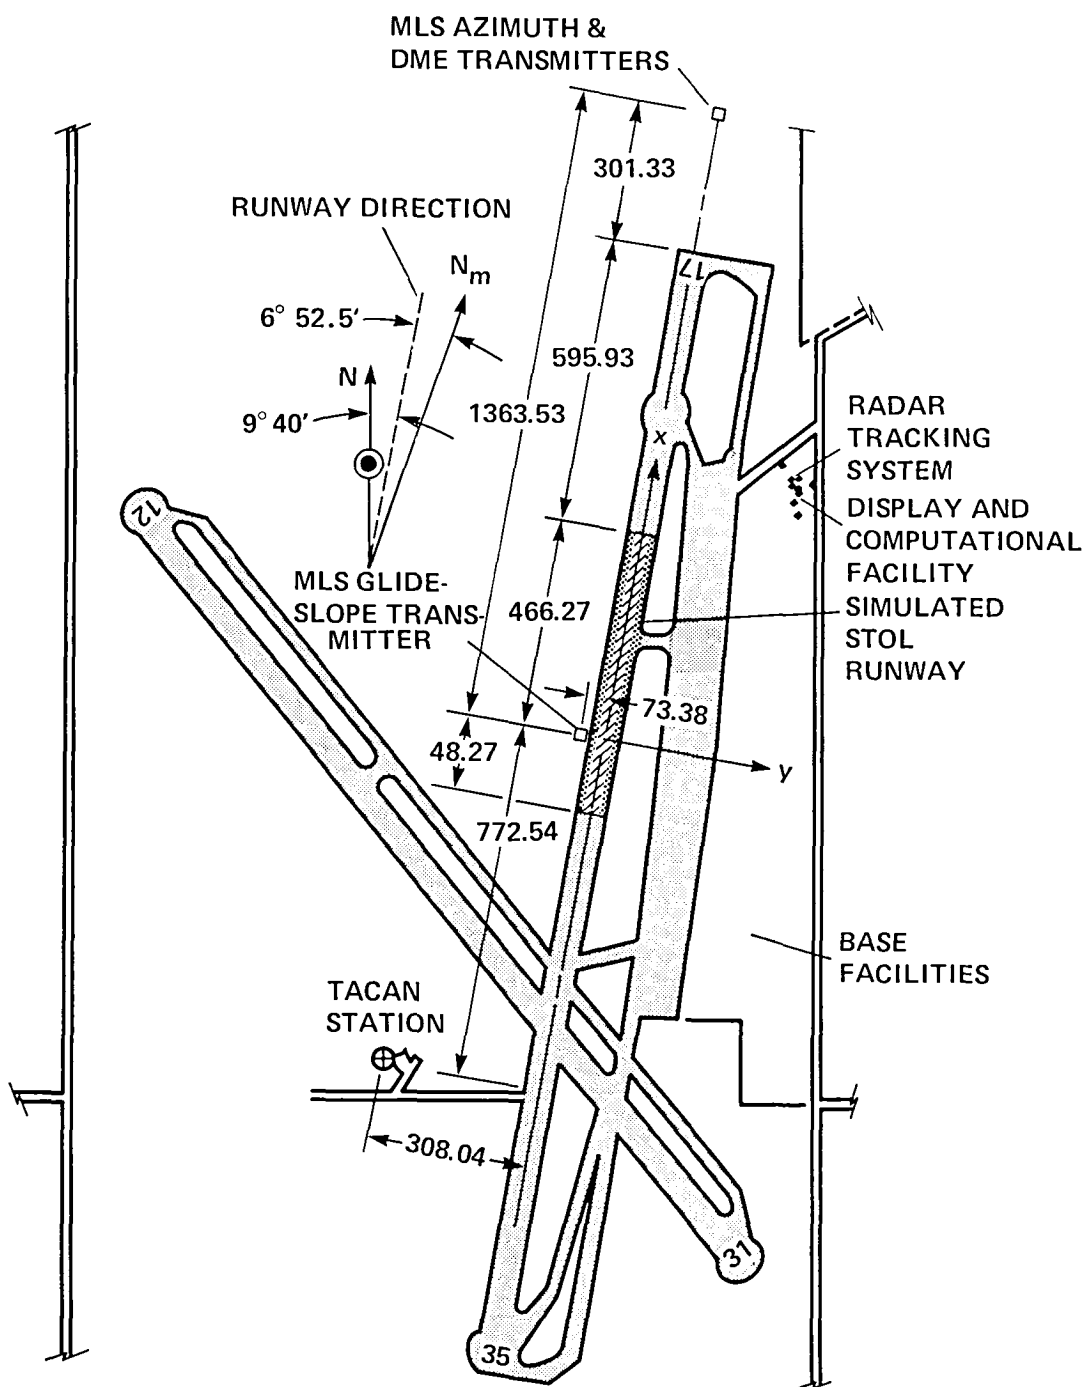 MLS AZIMUTH &
DME TRANSMITTERS
301.33
RUNWAY DIRECTION
17
Nm
6° 52.5'
595.93
N
1363.53
9° 40'
x
RADAR
TRACKING
SYSTEM
DISPLAY AND
COMPUTATIONAL
FACILITY
SIMULATED
STOL
RUNWAY
12
MLS GLIDE-
SLOPE TRANS-
MITTER
466.27
73.38
48.27
y
772.54
BASE
FACILITIES
TACAN
STATION
308.04
31
35